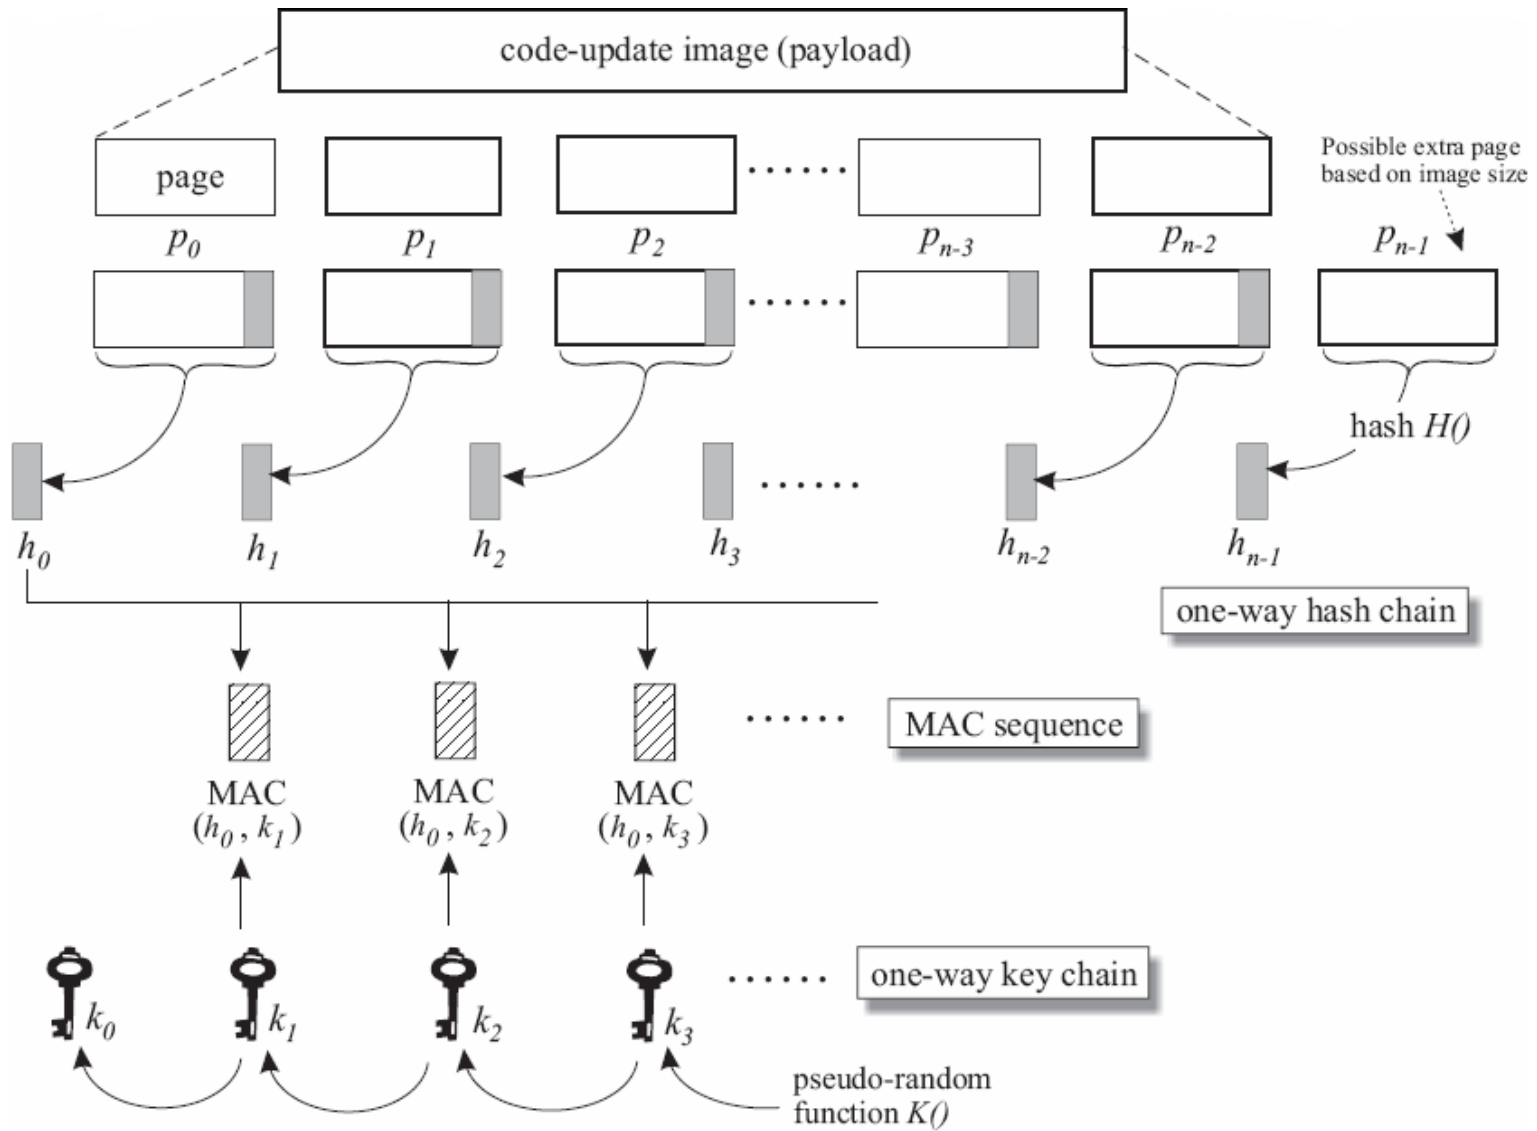 code-update image (payload)
Possible extra page
based on image size
page
p0 p1 p2 ...... pn-3 pn-2 pn-1
......
hash H()
h0 h1 h2 h3 ...... hn-2 hn-1
one-way hash chain
...... MAC sequence
MAC MAC MAC
(h0, k1) (h0, k2) (h0, k3)
...... one-way key chain
k0 k1 k2 k3
pseudo-random
function K()